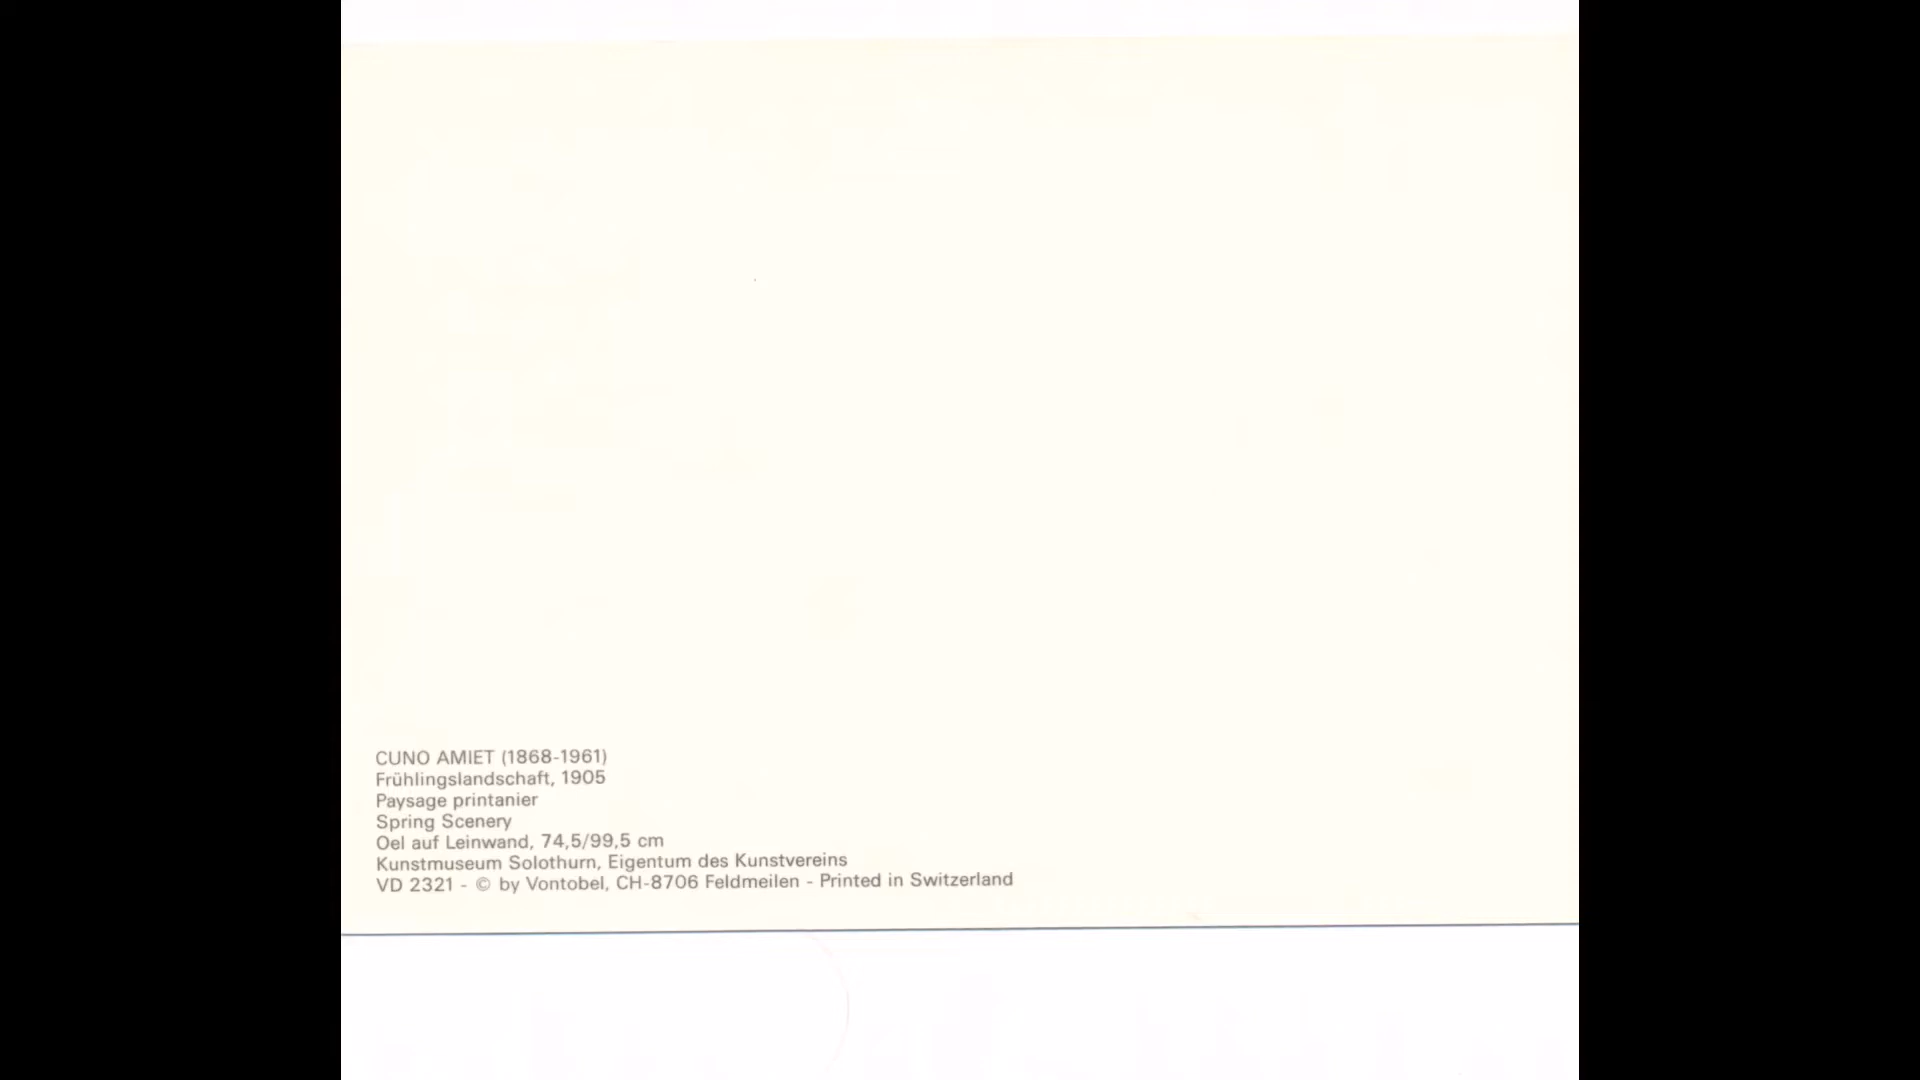 CUNO AMIET (1868-1961)
Frühlingslandschaft, 1905
Paysage printanier
Spring Scenery
Oel auf Leinwand, 74,5/99,5 cm
Kunstmuseum Solothurn, Eigentum des Kunstvereins
VD 2321 - © by Vontobel, CH-8706 Feldmeilen - Printed in Switzerland